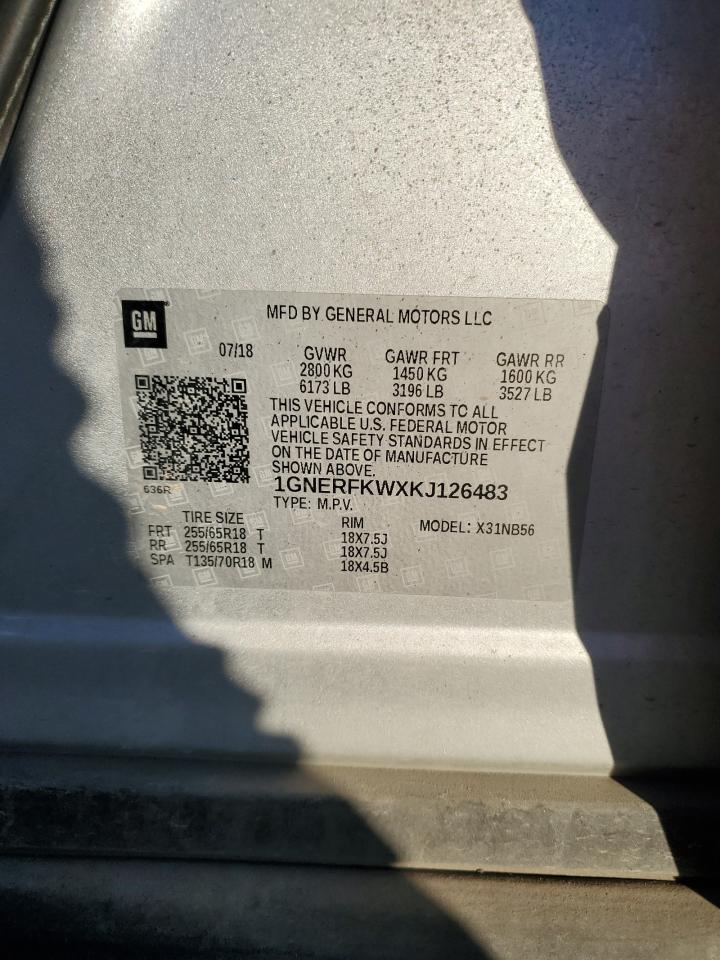 GM
MFD BY GENERAL MOTORS LLC
07/18 GVWR GAWR FRT GAWR RR
2800 KG 1450 KG 1600 KG
6173 LB 3196 LB 3527 LB
THIS VEHICLE CONFORMS TO ALL
APPLICABLE U.S. FEDERAL MOTOR
VEHICLE SAFETY STANDARDS IN EFFECT
ON THE DATE OF MANUFACTURE
SHOWN ABOVE.
636R 1GNERFKWXKJ126483
TYPE: M.P.V.
TIRE SIZE RIM MODEL: X31NB56
FRT 255/65R18 T 18X7.5J
RR 255/65R18 T 18X7.5J
SPA T135/70R18 M 18X4.5B